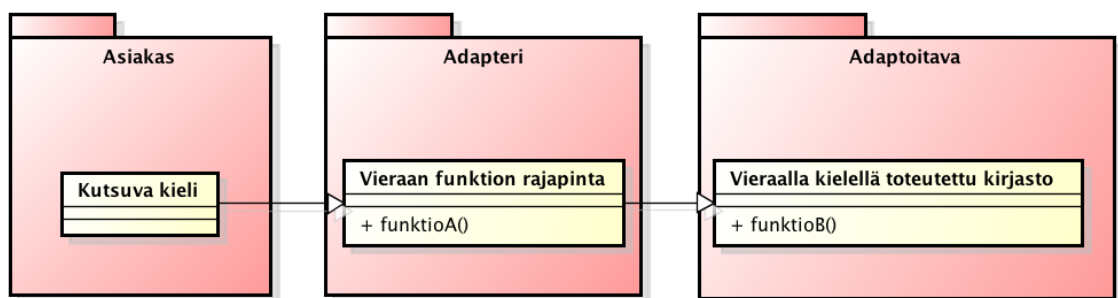 Asiakas
Adapteri
Adaptoitava
Kutsuva kieli
Vieraan funktion rajapinta
+ funktioA()
Vieraalla kielellä toteutettu kirjasto
+ funktioB()